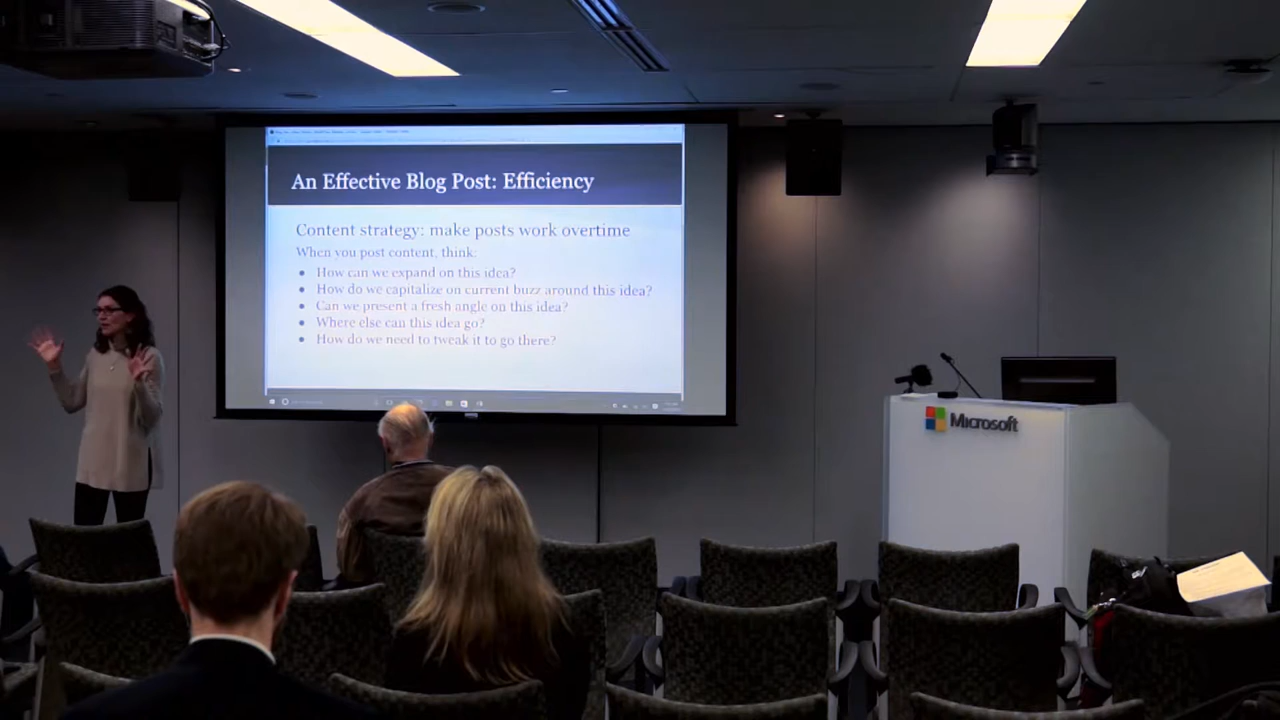 An Effective Blog Post: Efficiency
Content strategy: make posts work overtime
When you post content, think:
• How can we expand on this idea?
• How do we capitalize on current buzz around this idea?
• Can we present a fresh angle on this idea?
• Where else can this idea go?
• How do we need to tweak it to go there?
Microsoft